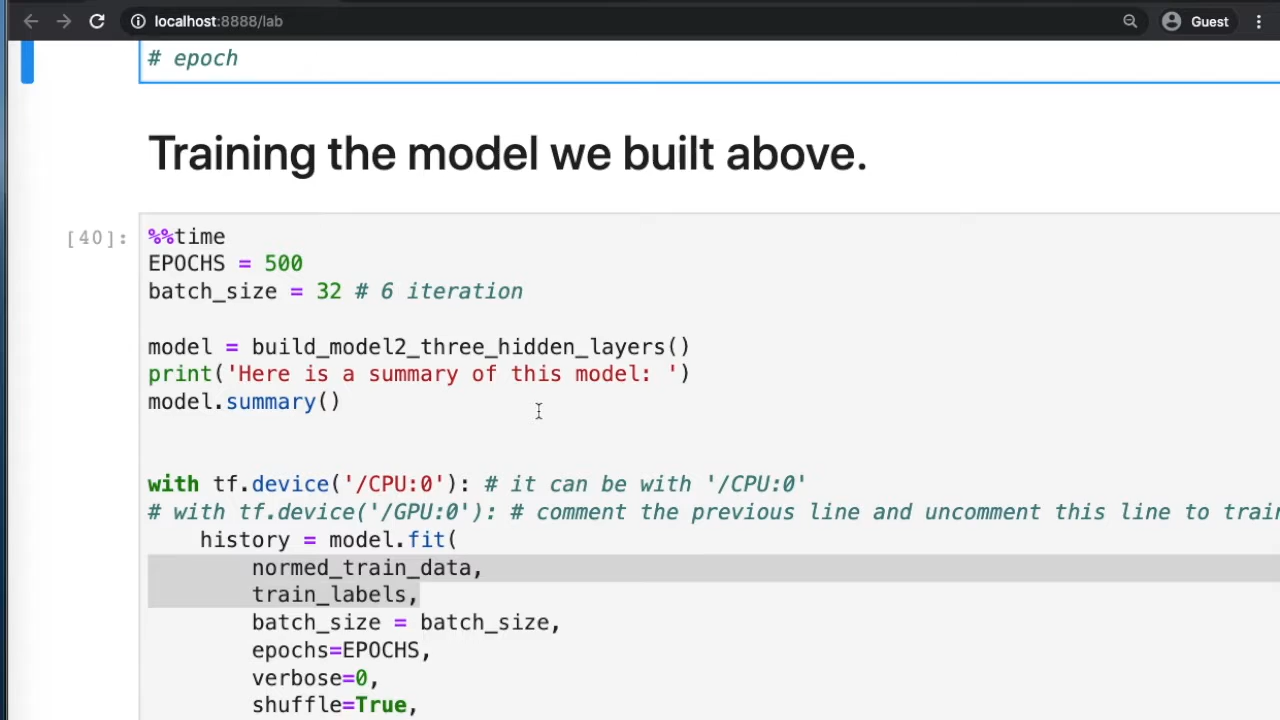 localhost:8888/lab
Guest
# epoch
Training the model we built above.
[40]:
%%time
EPOCHS = 500
batch_size = 32 # 6 iteration
model = build_model2_three_hidden_layers()
print('Here is a summary of this model: ')
model.summary()
with tf.device('/CPU:0'): # it can be with '/CPU:0'
# with tf.device('/GPU:0'): # comment the previous line and uncomment this line to train
history = model.fit(
normed_train_data,
train_labels,
batch_size = batch_size,
epochs=EPOCHS,
verbose=0,
shuffle=True,